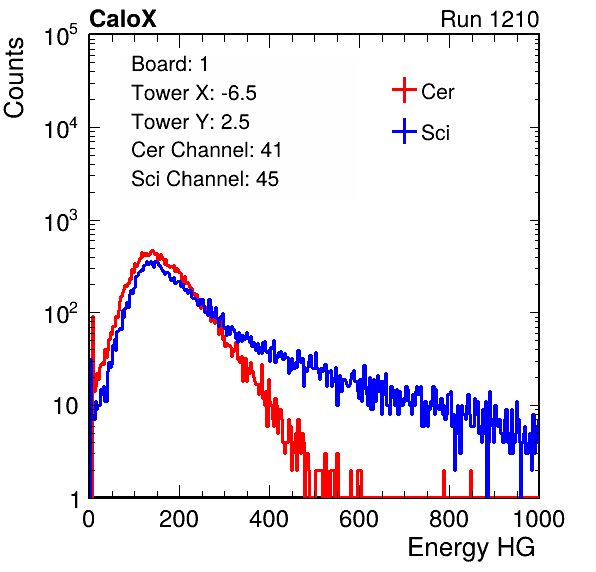 CaloX Run 1210
Counts
10^5
10^4
10^3
10^2
10
1
Board: 1
Tower X: -6.5
Tower Y: 2.5
Cer Channel: 41
Sci Channel: 45
Cer
Sci
0 200 400 600 800 1000
Energy HG